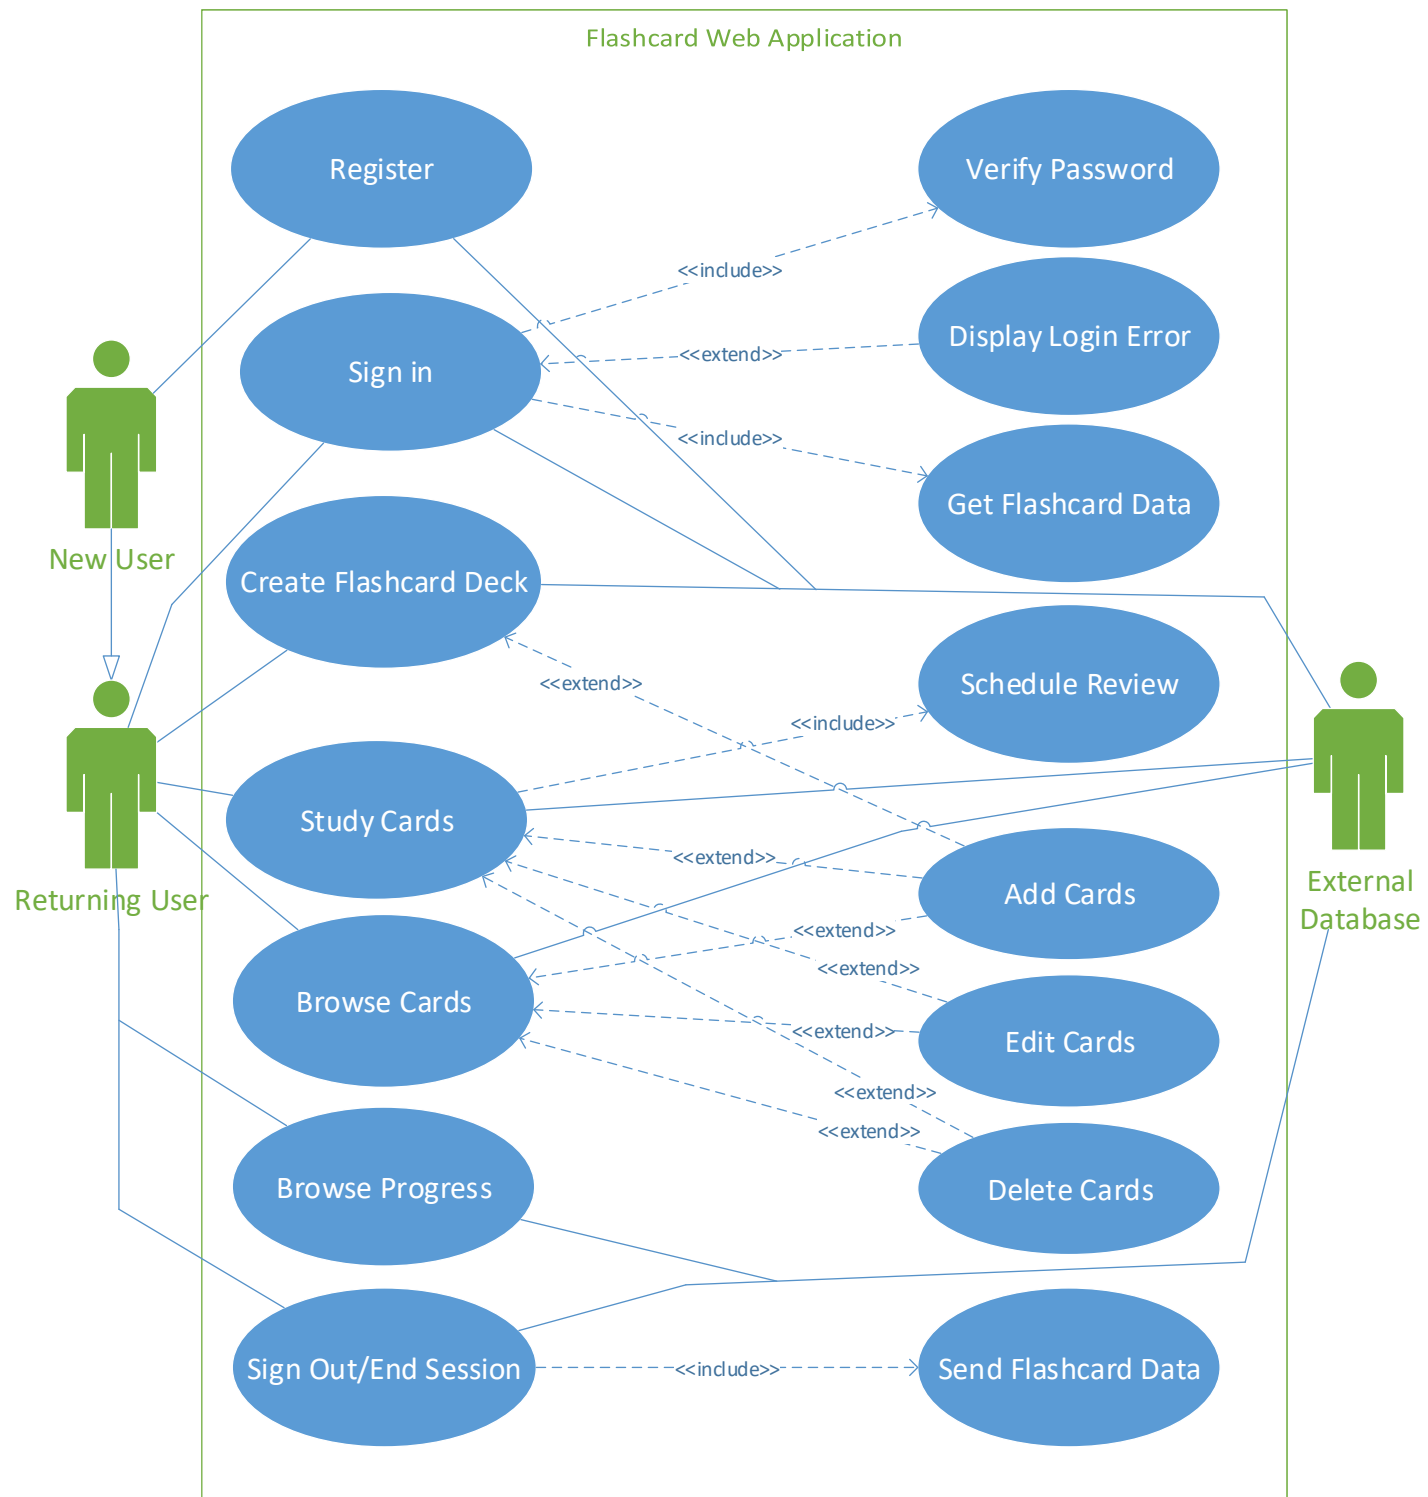 Flashcard Web Application
Register
Verify Password
<<include>>
Display Login Error
<<extend>>
Sign in
<<include>>
Get Flashcard Data
New User
Create Flashcard Deck
<<extend>>
Schedule Review
<<include>>
Study Cards
<<extend>>
Add Cards
Returning User
External
Database
<<extend>>
<<extend>>
Browse Cards
<<extend>>
Edit Cards
<<extend>>
<<extend>>
Browse Progress
Delete Cards
Sign Out/End Session
<<include>>
Send Flashcard Data